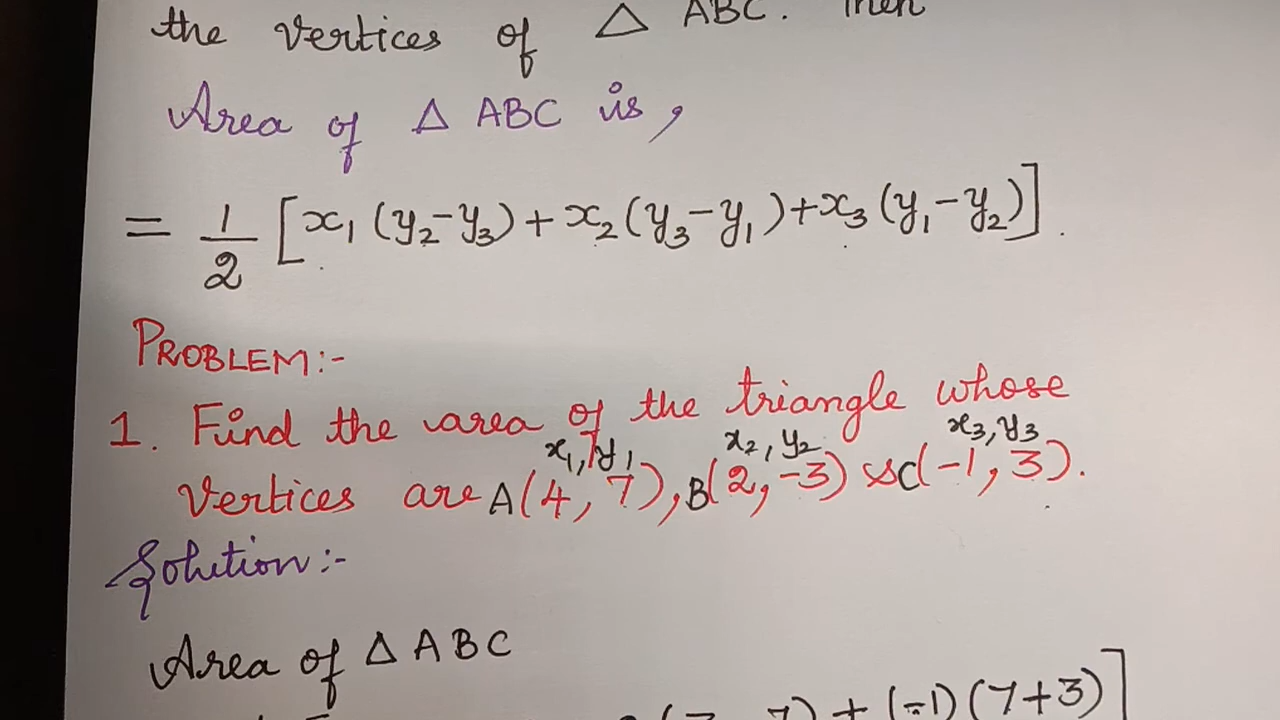 the vertices of △ ABC. Then
Area of △ ABC is,
= 1/2 [x₁ (y₂-y₃) + x₂ (y₃-y₁) + x₃ (y₁-y₂)].
PROBLEM:-
1. Find the area of the triangle whose
x₁, y₁ x₂, y₂ x₃, y₃
vertices are A(4, 7), B(2, -3) & C(-1, 3).
Solution:-
Area of △ ABC
+ (-1) (7+3)]